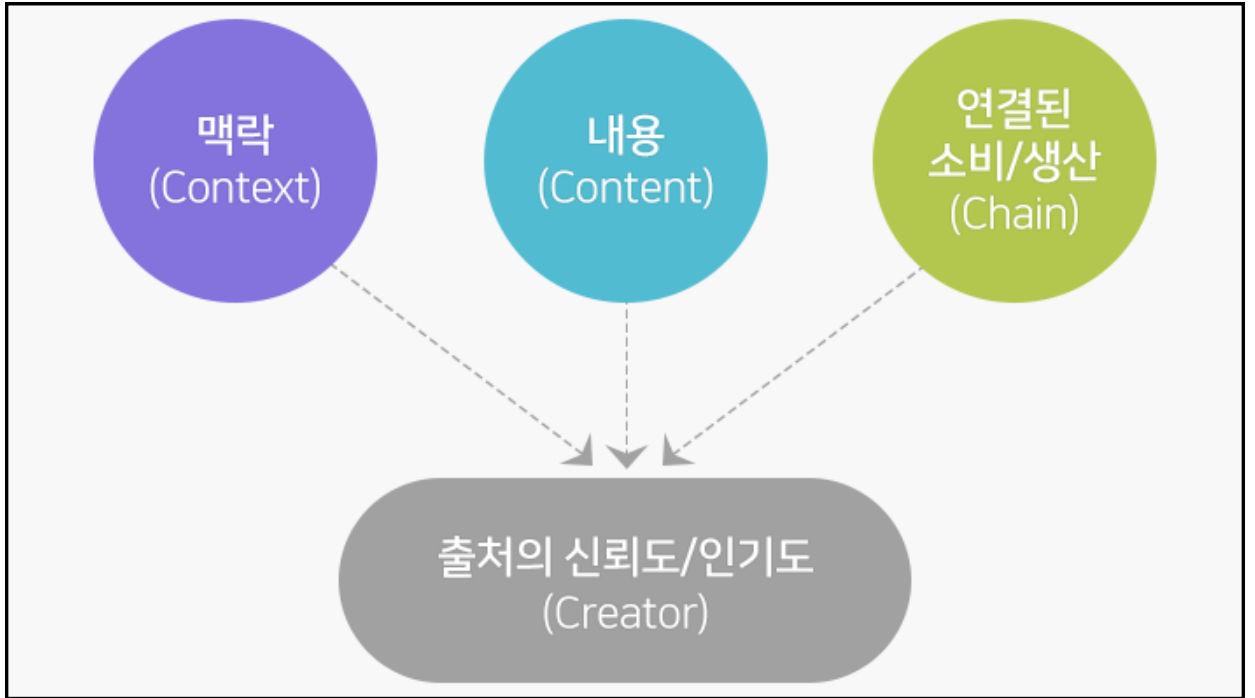 맥락
(Context)
내용
(Content)
연결된
소비/생산
(Chain)
출처의 신뢰도/인기도
(Creator)